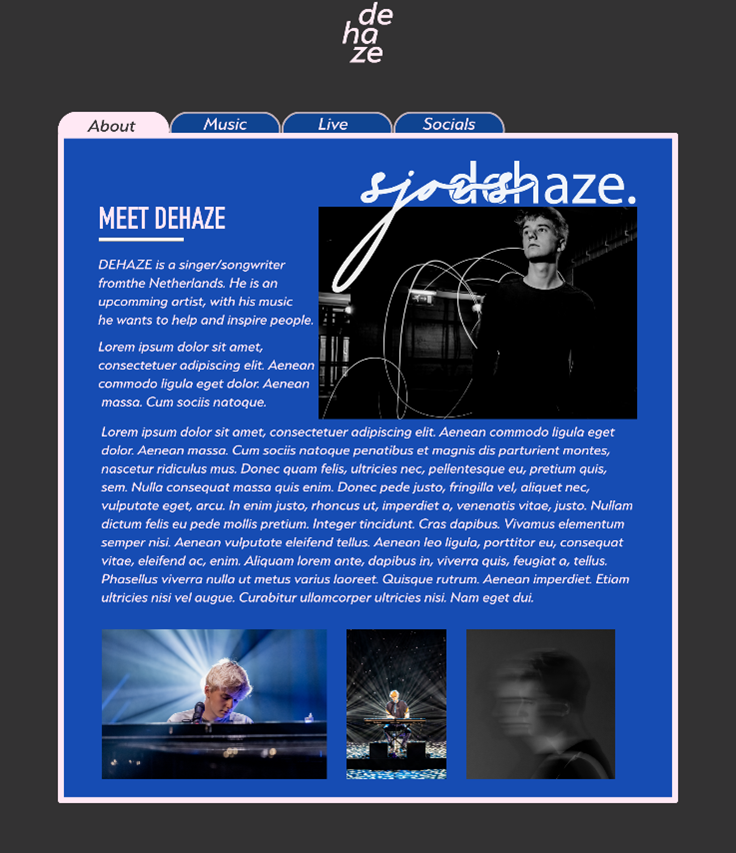 de
ha
ze
About
Music
Live
Socials
sjors
dehaze.
MEET DEHAZE
DEHAZE is a singer/songwriter
fromthe Netherlands. He is an
upcomming artist, with his music
he wants to help and inspire people.
Lorem ipsum dolor sit amet,
consectetuer adipiscing elit. Aenean
commodo ligula eget dolor. Aenean
massa. Cum sociis natoque.
Lorem ipsum dolor sit amet, consectetuer adipiscing elit. Aenean commodo ligula eget
dolor. Aenean massa. Cum sociis natoque penatibus et magnis dis parturient montes,
nascetur ridiculus mus. Donec quam felis, ultricies nec, pellentesque eu, pretium quis,
sem. Nulla consequat massa quis enim. Donec pede justo, fringilla vel, aliquet nec,
vulputate eget, arcu. In enim justo, rhoncus ut, imperdiet a, venenatis vitae, justo. Nullam
dictum felis eu pede mollis pretium. Integer tincidunt. Cras dapibus. Vivamus elementum
semper nisi. Aenean vulputate eleifend tellus. Aenean leo ligula, porttitor eu, consequat
vitae, eleifend ac, enim. Aliquam lorem ante, dapibus in, viverra quis, feugiat a, tellus.
Phasellus viverra nulla ut metus varius laoreet. Quisque rutrum. Aenean imperdiet. Etiam
ultricies nisi vel augue. Curabitur ullamcorper ultricies nisi. Nam eget dui.